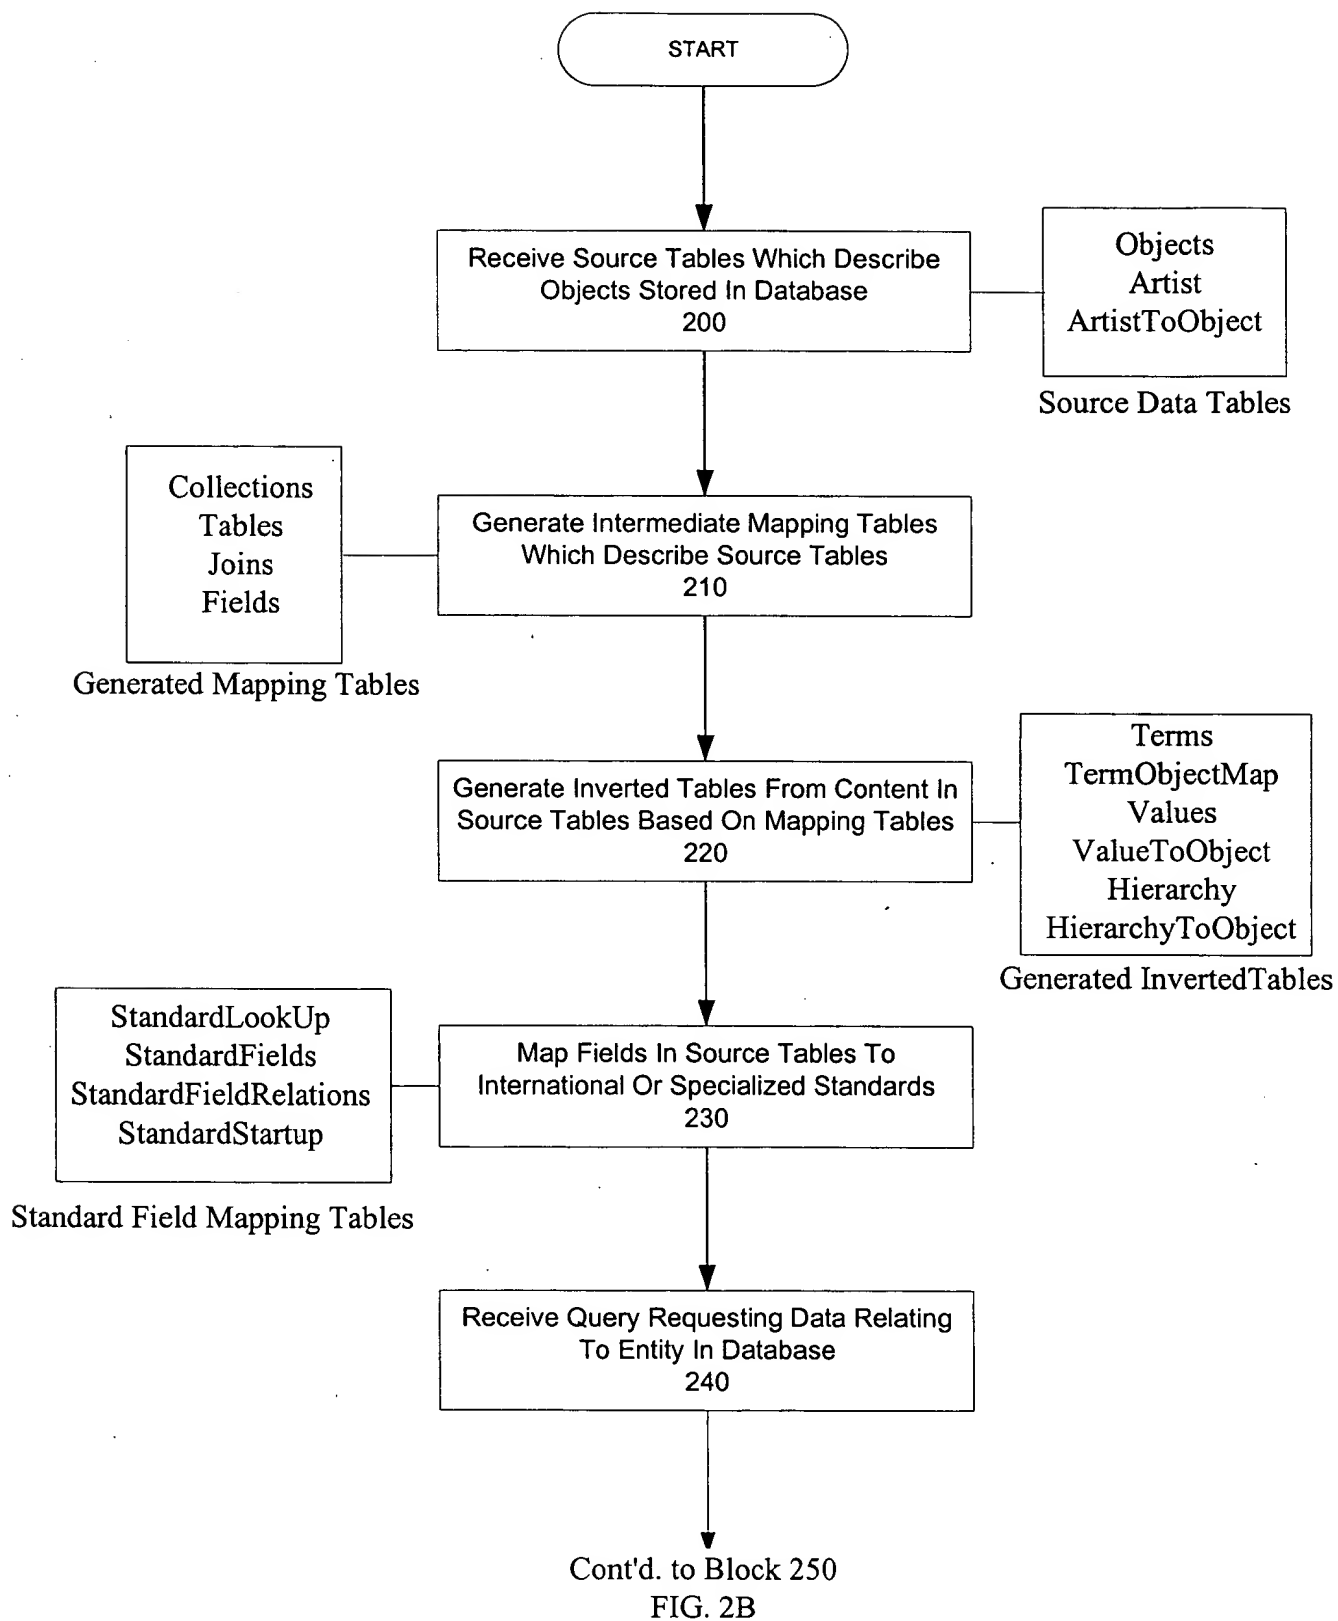 START
Receive Source Tables Which Describe
Objects Stored In Database
200
Objects
Artist
ArtistToObject
Source Data Tables
Collections
Tables
Joins
Fields
Generated Mapping Tables
Generate Intermediate Mapping Tables
Which Describe Source Tables
210
Generate Inverted Tables From Content In
Source Tables Based On Mapping Tables
220
Terms
TermObjectMap
Values
ValueToObject
Hierarchy
HierarchyToObject
Generated InvertedTables
StandardLookUp
StandardFields
StandardFieldRelations
StandardStartup
Standard Field Mapping Tables
Map Fields In Source Tables To
International Or Specialized Standards
230
Receive Query Requesting Data Relating
To Entity In Database
240
Cont'd. to Block 250
FIG. 2B